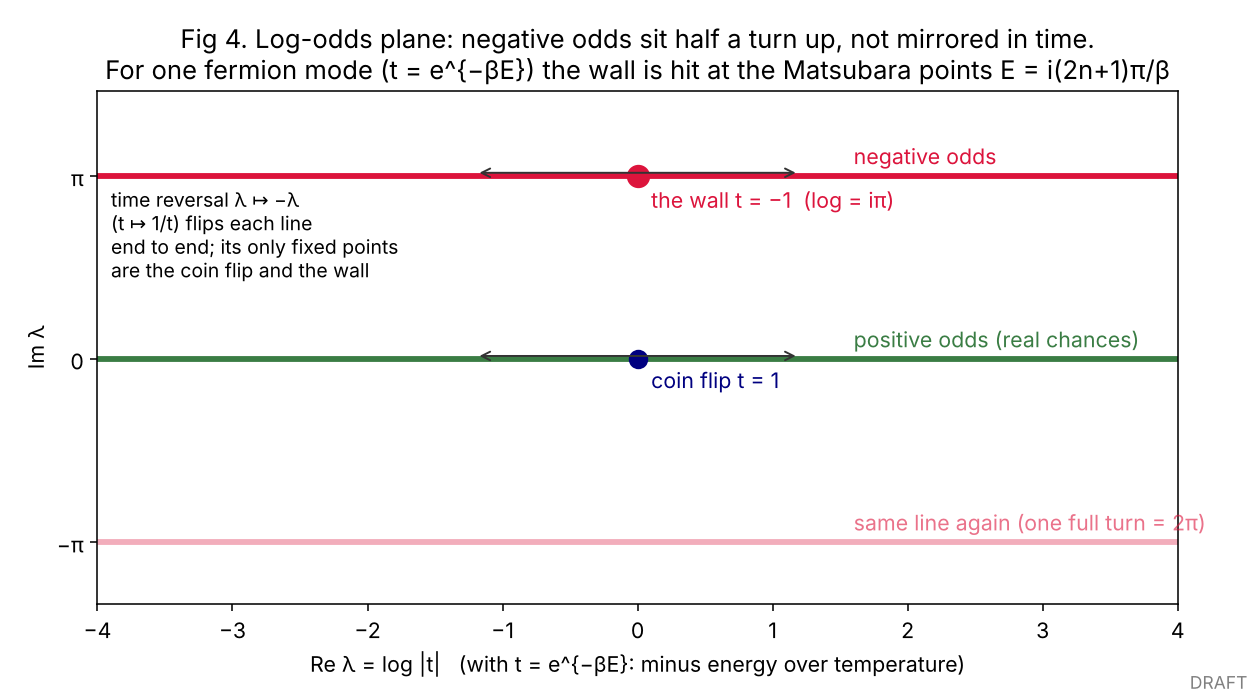 Fig 4. Log-odds plane: negative odds sit half a turn up, not mirrored in time.
For one fermion mode (t = e^{−βE}) the wall is hit at the Matsubara points E = i(2n+1)π/β
negative odds
π
the wall t = −1  (log = iπ)
time reversal λ ↦ −λ
(t ↦ 1/t) flips each line
end to end; its only fixed points
are the coin flip and the wall
Im λ
positive odds (real chances)
0
coin flip t = 1
same line again (one full turn = 2π)
−π
−4 −3 −2 −1 0 1 2 3 4
Re λ = log |t|   (with t = e^{−βE}: minus energy over temperature)
DRAFT